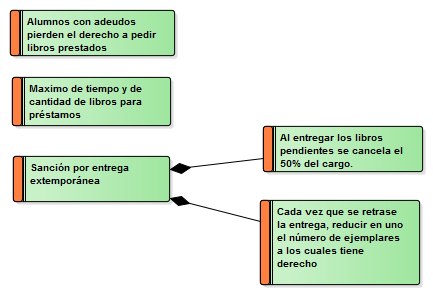 Alumnos con adeudos
pierden el derecho a pedir
libros prestados
Maximo de tiempo y de
cantidad de libros para
préstamos
Sanción por entrega
extemporánea
Al entregar los libros
pendientes se cancela el
50% del cargo.
Cada vez que se retrase
la entrega, reducir en uno
el número de ejemplares
a los cuales tiene
derecho